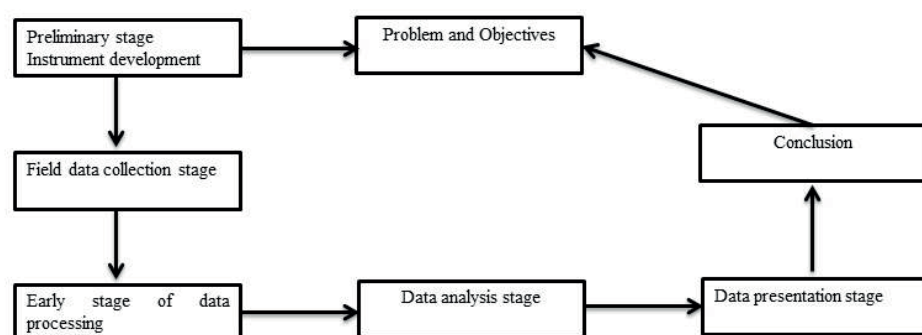 Preliminary stage
Instrument development
Problem and Objectives
Conclusion
Field data collection stage
Early stage of data
processing
Data analysis stage
Data presentation stage